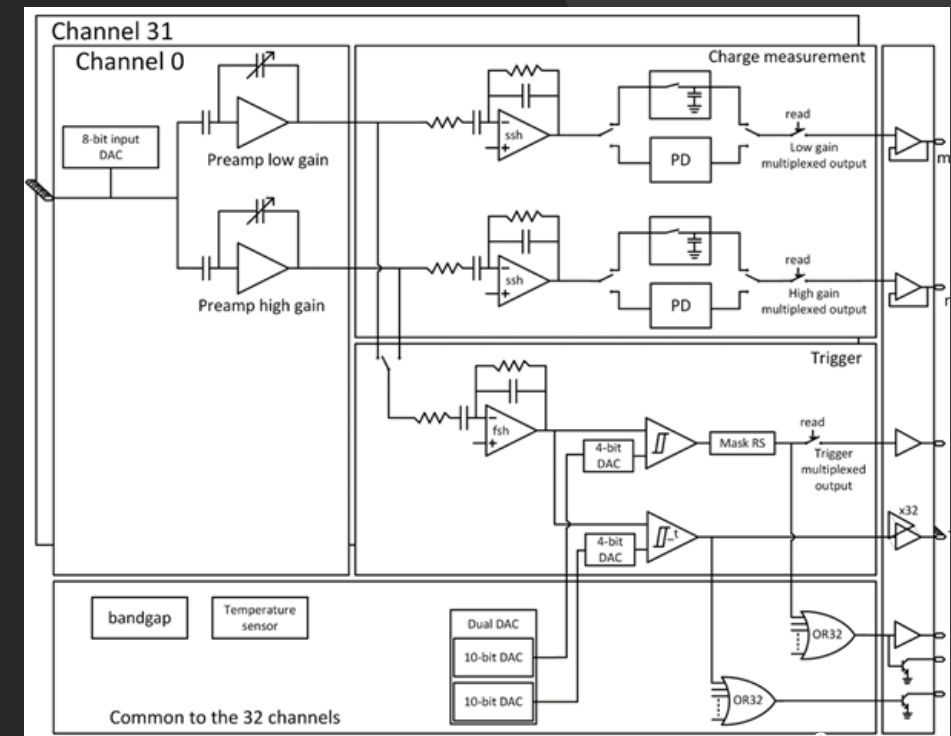 Channel 31
Channel 0
Charge measurement
8-bit input
DAC
Preamp low gain
ssh
PD
read
Low gain
multiplexed output
m
Preamp high gain
ssh
PD
read
High gain
multiplexed output
Trigger
fsh
4-bit
DAC
Mask RS
read
Trigger
multiplexed
output
4-bit
DAC
_t
x32
bandgap
Temperature
sensor
Dual DAC
10-bit DAC
10-bit DAC
OR32
OR32
Common to the 32 channels